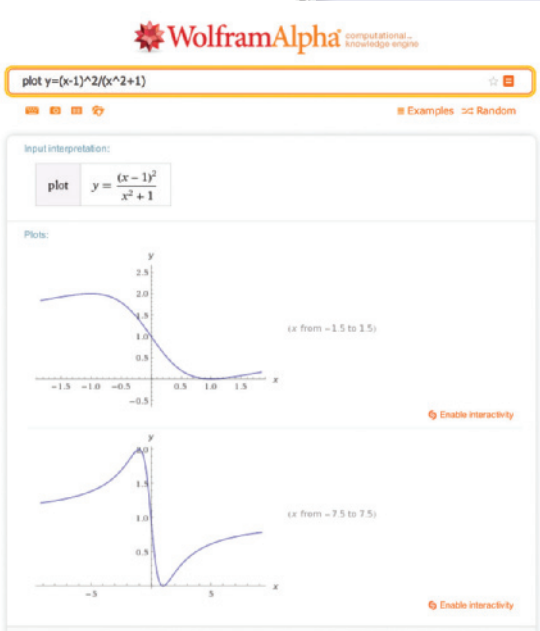 WolframAlpha computational... knowledge engine
plot y=(x-1)^2/(x^2+1)
Examples Random
Input interpretation:
plot y = (x − 1)² / x² + 1
Plots:
y
2.5
2.0
1.5
1.0
0.5
−1.5 −1.0 −0.5 0.5 1.0 1.5 x
−0.5
(x from −1.5 to 1.5)
Enable interactivity
y
2.0
1.5
1.0
0.5
−5 5 x
(x from −7.5 to 7.5)
Enable interactivity